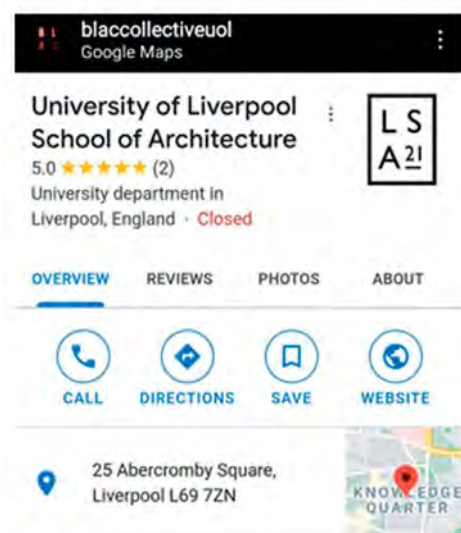 blaccollectiveuol
Google Maps
University of Liverpool
School of Architecture
L S
A 21
5.0 ★★★★★ (2)
University department in
Liverpool, England · Closed
OVERVIEW REVIEWS PHOTOS ABOUT
CALL DIRECTIONS SAVE WEBSITE
25 Abercromby Square,
Liverpool L69 7ZN
KNOWLEDGE
QUARTER